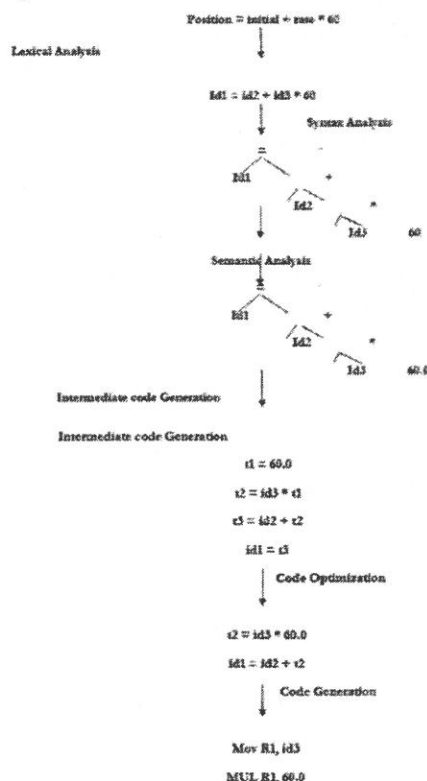 Position = initial + rate * 60
Lexical Analysis
Id1 = id2 + id3 * 60
Syntax Analysis
=
Id1 +
Id2 *
Id3 60
Semantic Analysis
=
Id1 +
Id2 *
Id3 60.0
Intermediate code Generation
Intermediate code Generation
t1 = 60.0
t2 = id3 * t1
t3 = id2 + t2
id1 = t3
Code Optimization
t2 = id3 * 60.0
id1 = id2 + t2
Code Generation
Mov R1, id3
MUL R1, 60.0